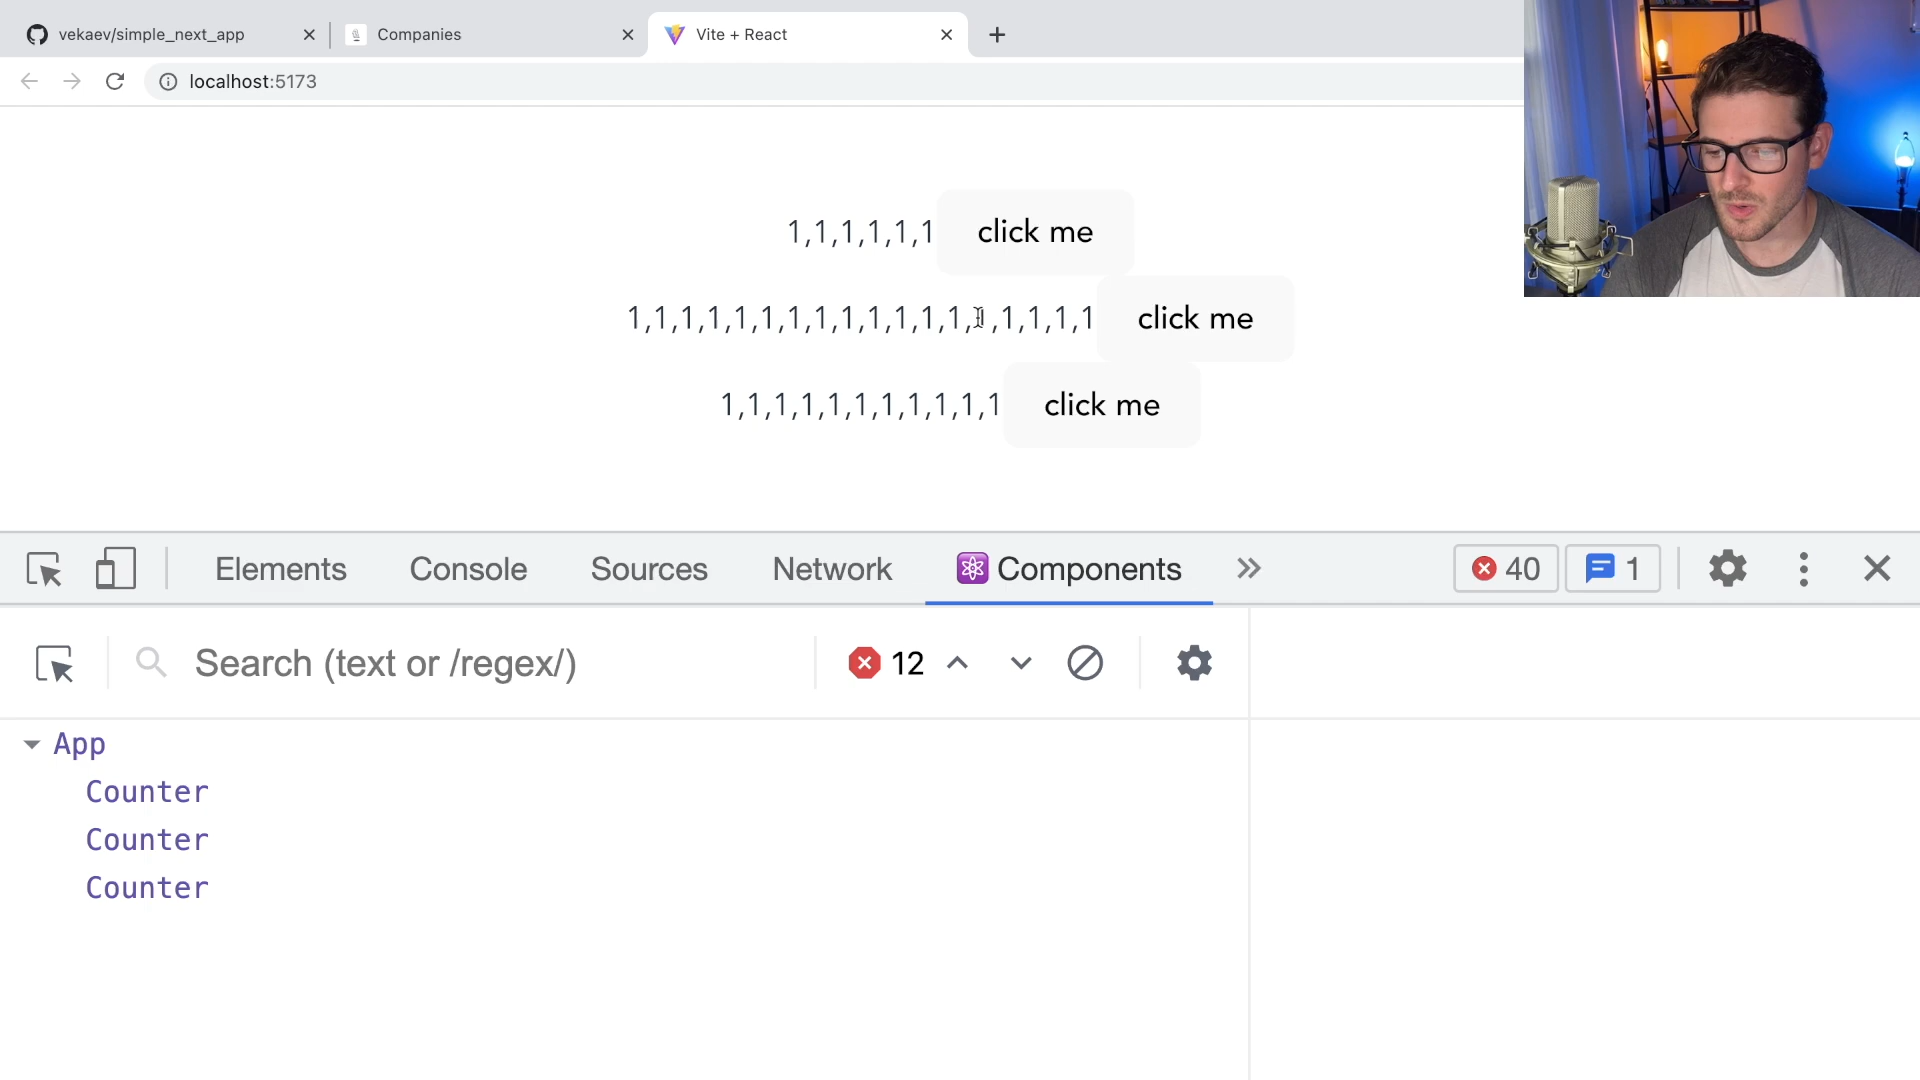 vekaev/simple_next_app
Companies
Vite + React
localhost:5173
1,1,1,1,1,1 click me
1,1,1,1,1,1,1,1,1,1,1,1,1,1,1,1,1,1 click me
1,1,1,1,1,1,1,1,1,1,1 click me
Elements Console Sources Network Components 40 1
Search (text or /regex/) 12
App
Counter
Counter
Counter